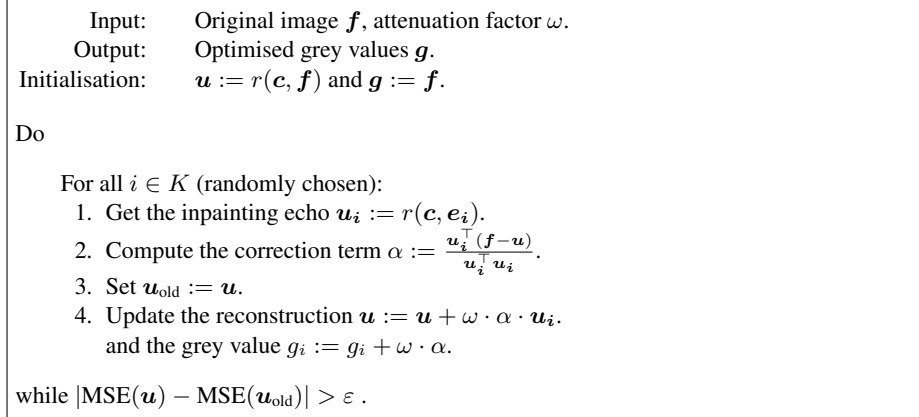 Input: Original image f, attenuation factor ω.
Output: Optimised grey values g.
Initialisation: u := r(c, f) and g := f.
Do
For all i ∈ K (randomly chosen):
1. Get the inpainting echo u_i := r(c, e_i).
2. Compute the correction term α := u_i^⊤(f−u) / u_i^⊤ u_i.
3. Set u_old := u.
4. Update the reconstruction u := u + ω · α · u_i.
and the grey value g_i := g_i + ω · α.
while |MSE(u) − MSE(u_old)| > ε .